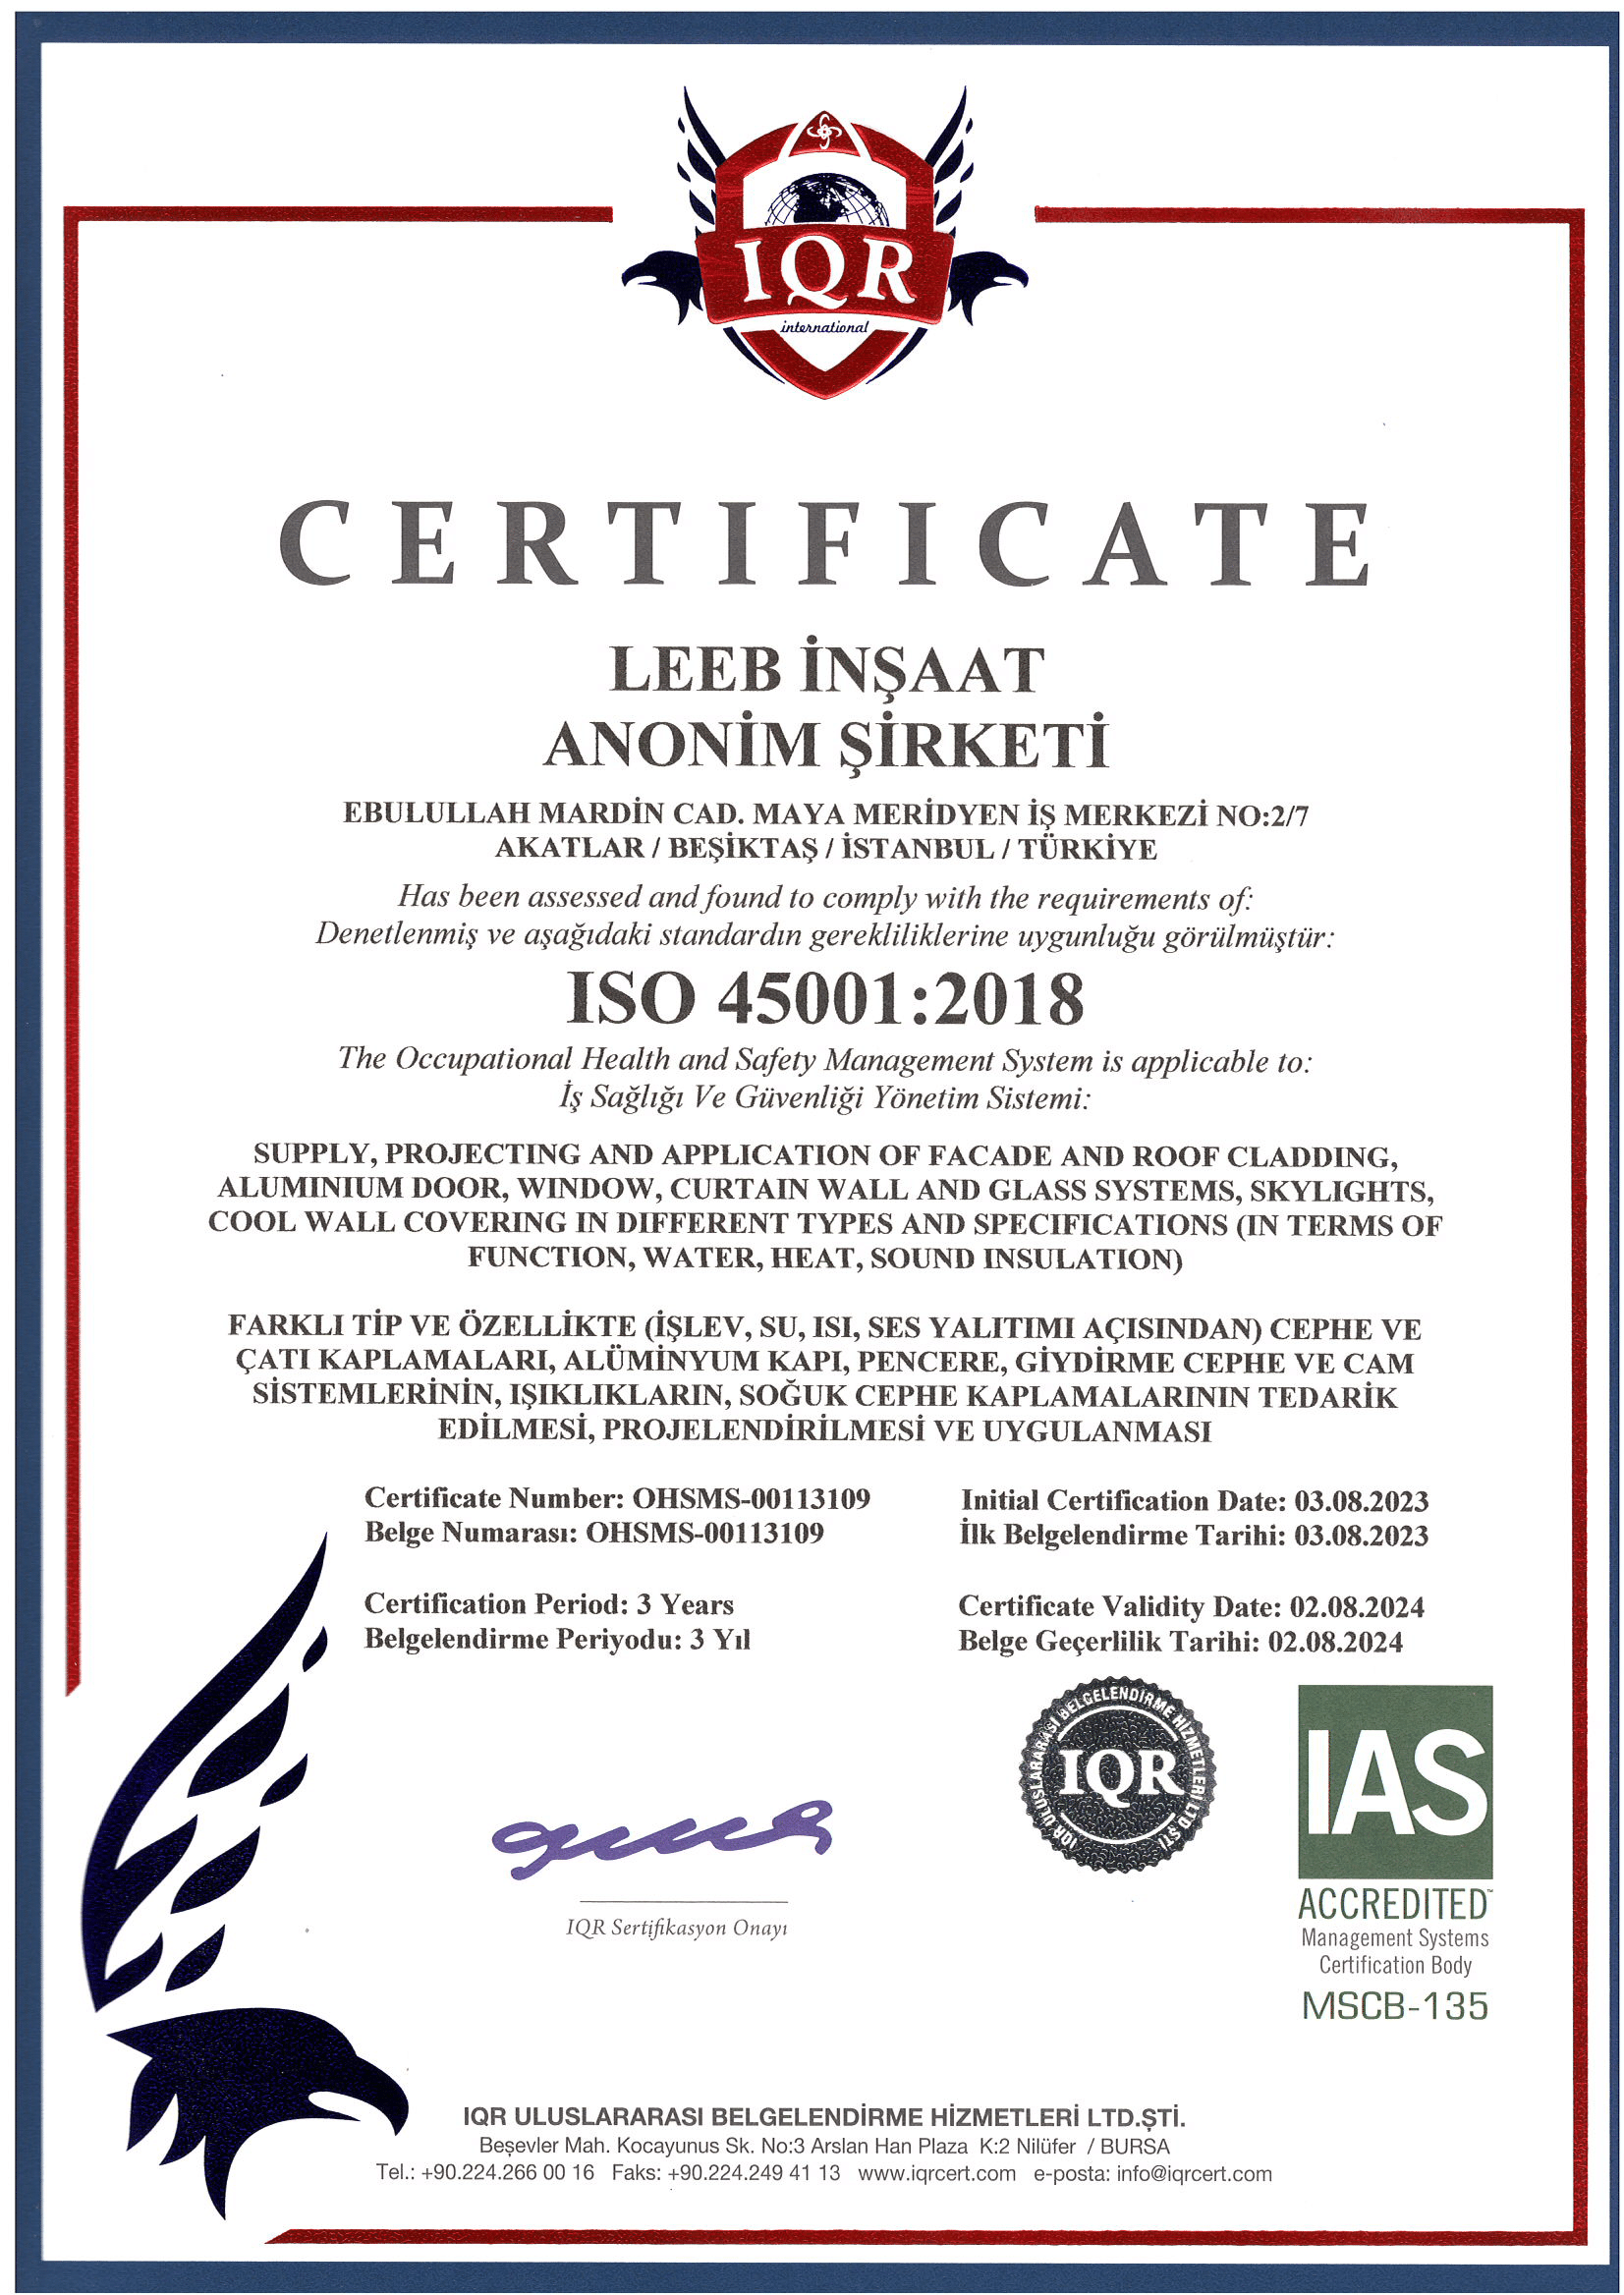 IQR
international
CERTIFICATE
LEEB İNŞAAT
ANONİM ŞİRKETİ
EBULULLAH MARDİN CAD. MAYA MERİDYEN İŞ MERKEZİ NO:2/7
AKATLAR / BEŞİKTAŞ / İSTANBUL / TÜRKİYE
Has been assessed and found to comply with the requirements of:
Denetlenmiş ve aşağıdaki standardın gerekliliklerine uygunluğu görülmüştür:
ISO 45001:2018
The Occupational Health and Safety Management System is applicable to:
İş Sağlığı Ve Güvenliği Yönetim Sistemi:
SUPPLY, PROJECTING AND APPLICATION OF FACADE AND ROOF CLADDING,
ALUMINIUM DOOR, WINDOW, CURTAIN WALL AND GLASS SYSTEMS, SKYLIGHTS,
COOL WALL COVERING IN DIFFERENT TYPES AND SPECIFICATIONS (IN TERMS OF
FUNCTION, WATER, HEAT, SOUND INSULATION)
FARKLI TİP VE ÖZELLİKTE (İŞLEV, SU, ISI, SES YALITIMI AÇISINDAN) CEPHE VE
ÇATI KAPLAMALARI, ALÜMİNYUM KAPI, PENCERE, GİYDİRME CEPHE VE CAM
SİSTEMLERİNİN, IŞIKLIKLARIN, SOĞUK CEPHE KAPLAMALARININ TEDARİK
EDİLMESİ, PROJELENDİRİLMESİ VE UYGULANMASI
Certificate Number: OHSMS-00113109
Belge Numarası: OHSMS-00113109
Initial Certification Date: 03.08.2023
İlk Belgelendirme Tarihi: 03.08.2023
Certification Period: 3 Years
Belgelendirme Periyodu: 3 Yıl
Certificate Validity Date: 02.08.2024
Belge Geçerlilik Tarihi: 02.08.2024
IQR ULUSLARARASI BELGELENDİRME HİZMETLERİ LTD.ŞTİ.
IQR
IAS
ACCREDITED™
Management Systems
Certification Body
MSCB-135
IQR Sertifikasyon Onayı
IQR ULUSLARARASI BELGELENDİRME HİZMETLERİ LTD.ŞTİ.
Beşevler Mah. Kocayunus Sk. No:3 Arslan Han Plaza K:2 Nilüfer / BURSA
Tel.: +90.224.266 00 16 Faks: +90.224.249 41 13 www.iqrcert.com e-posta: info@iqrcert.com